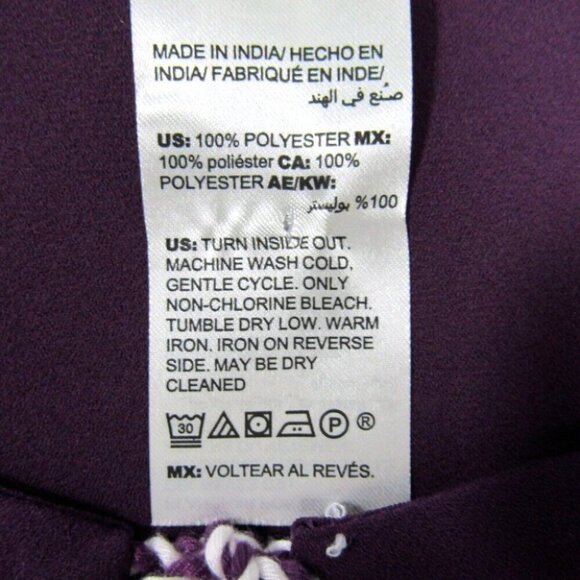 MADE IN INDIA/ HECHO EN
INDIA/ FABRIQUÉ EN INDE/
صُنع في الهند
US: 100% POLYESTER MX:
100% poliéster CA: 100%
POLYESTER AE/KW:
100% بوليستر
US: TURN INSIDE OUT.
MACHINE WASH COLD,
GENTLE CYCLE. ONLY
NON-CHLORINE BLEACH.
TUMBLE DRY LOW. WARM
IRON. IRON ON REVERSE
SIDE. MAY BE DRY
CLEANED
30 P ®
MX: VOLTEAR AL REVÉS.